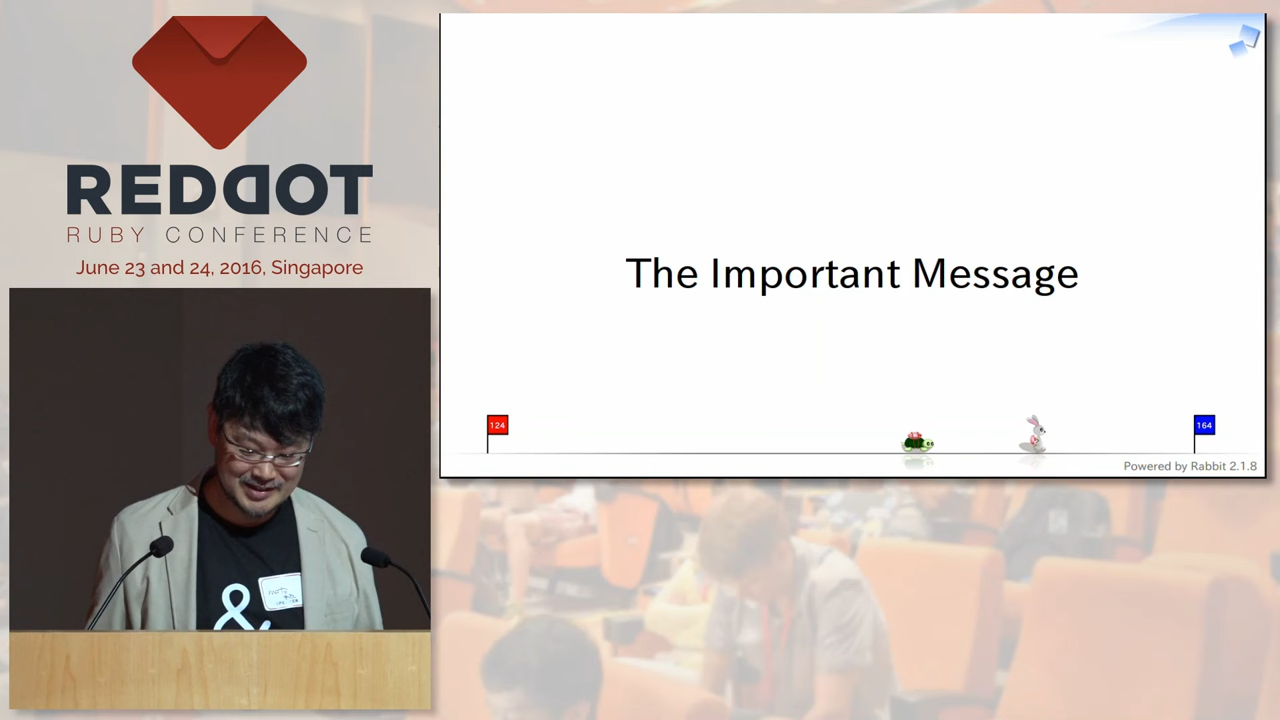 REDDOT
RUBY CONFERENCE
June 23 and 24, 2016, Singapore
The Important Message
124
164
Powered by Rabbit 2.1.8
&